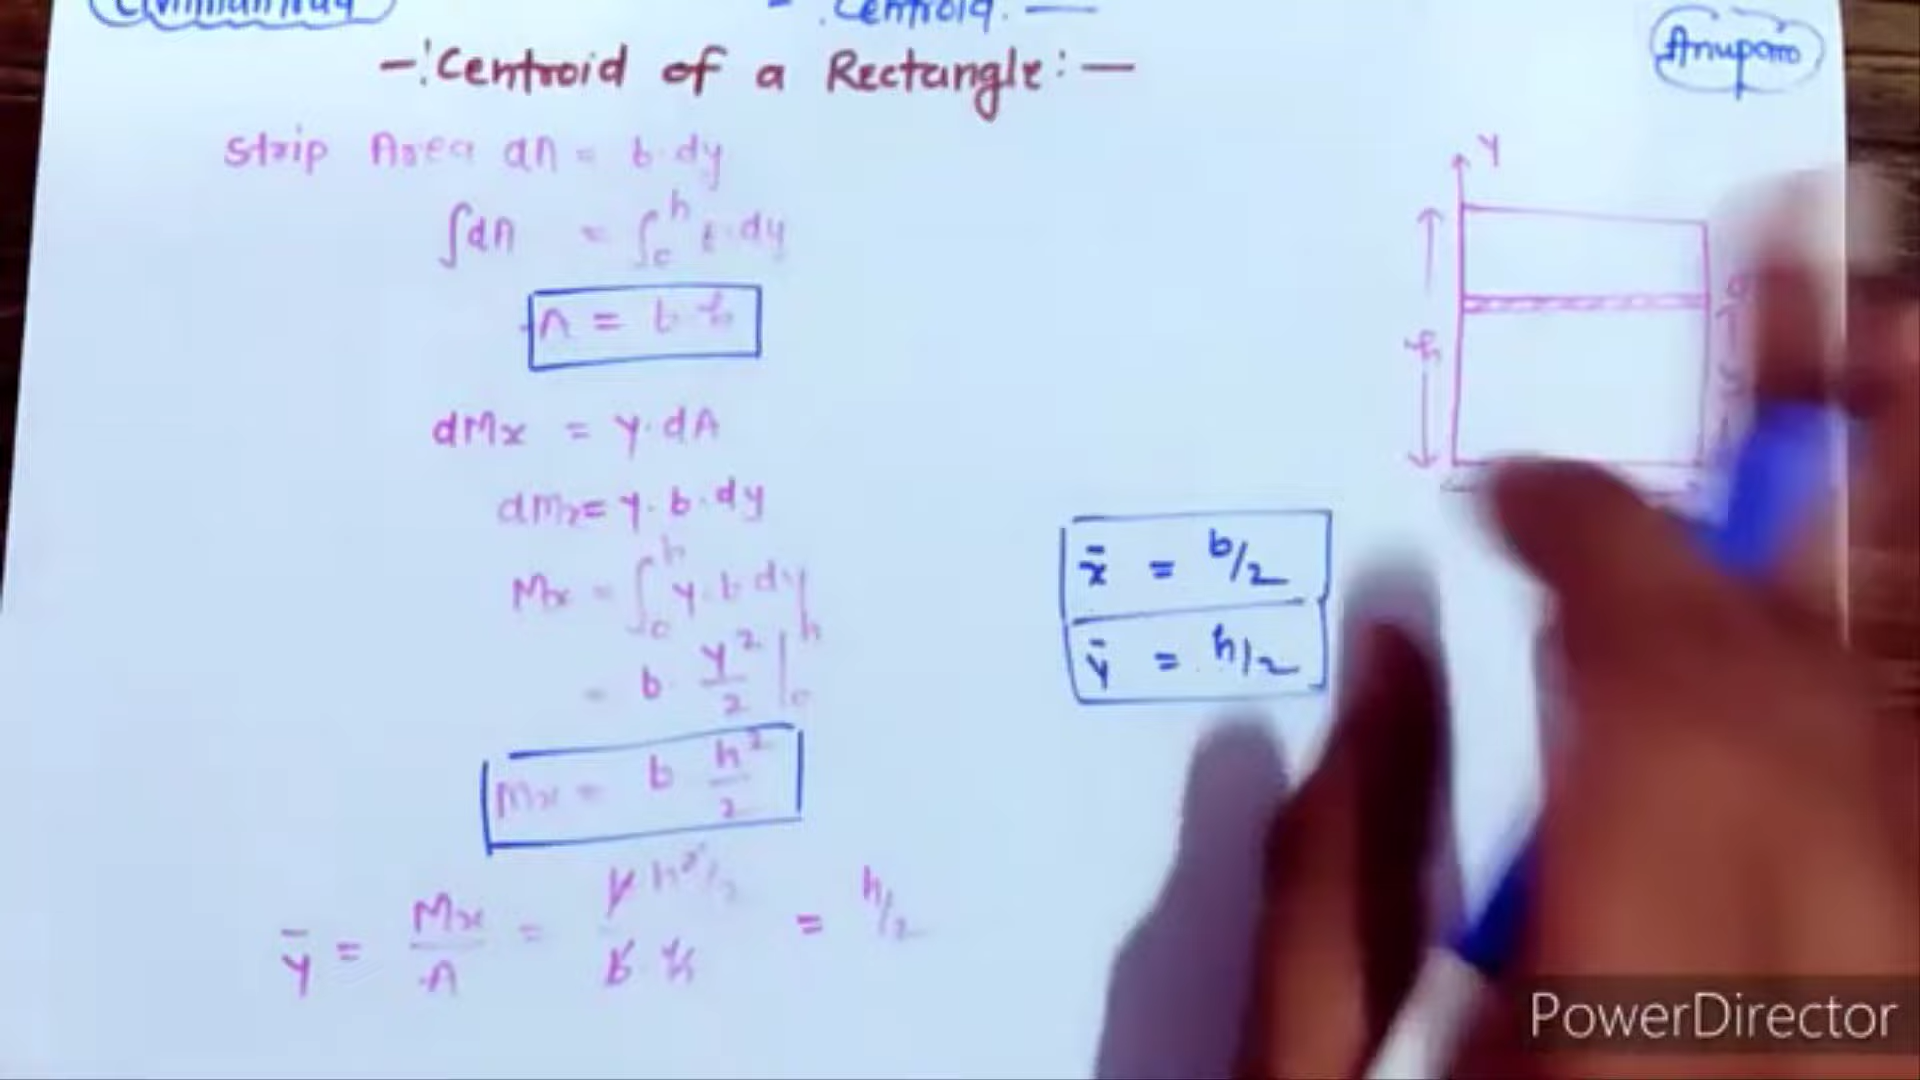 Centroid. —
Anupam
-:Centroid of a Rectangle:—
Strip Area dA = b·dy
∫dA = ∫₀ʰ b·dy
A = b·h
dMx = y·dA
dMx = y·b·dy
Mx = ∫₀ʰ y·b dy
= b· y²/2 |₀ʰ
Mx = b h²/2
ȳ = Mx/A = b h²/2 / b·h = h/2
Y
h
x̄ = b/2
ȳ = h/2
PowerDirector